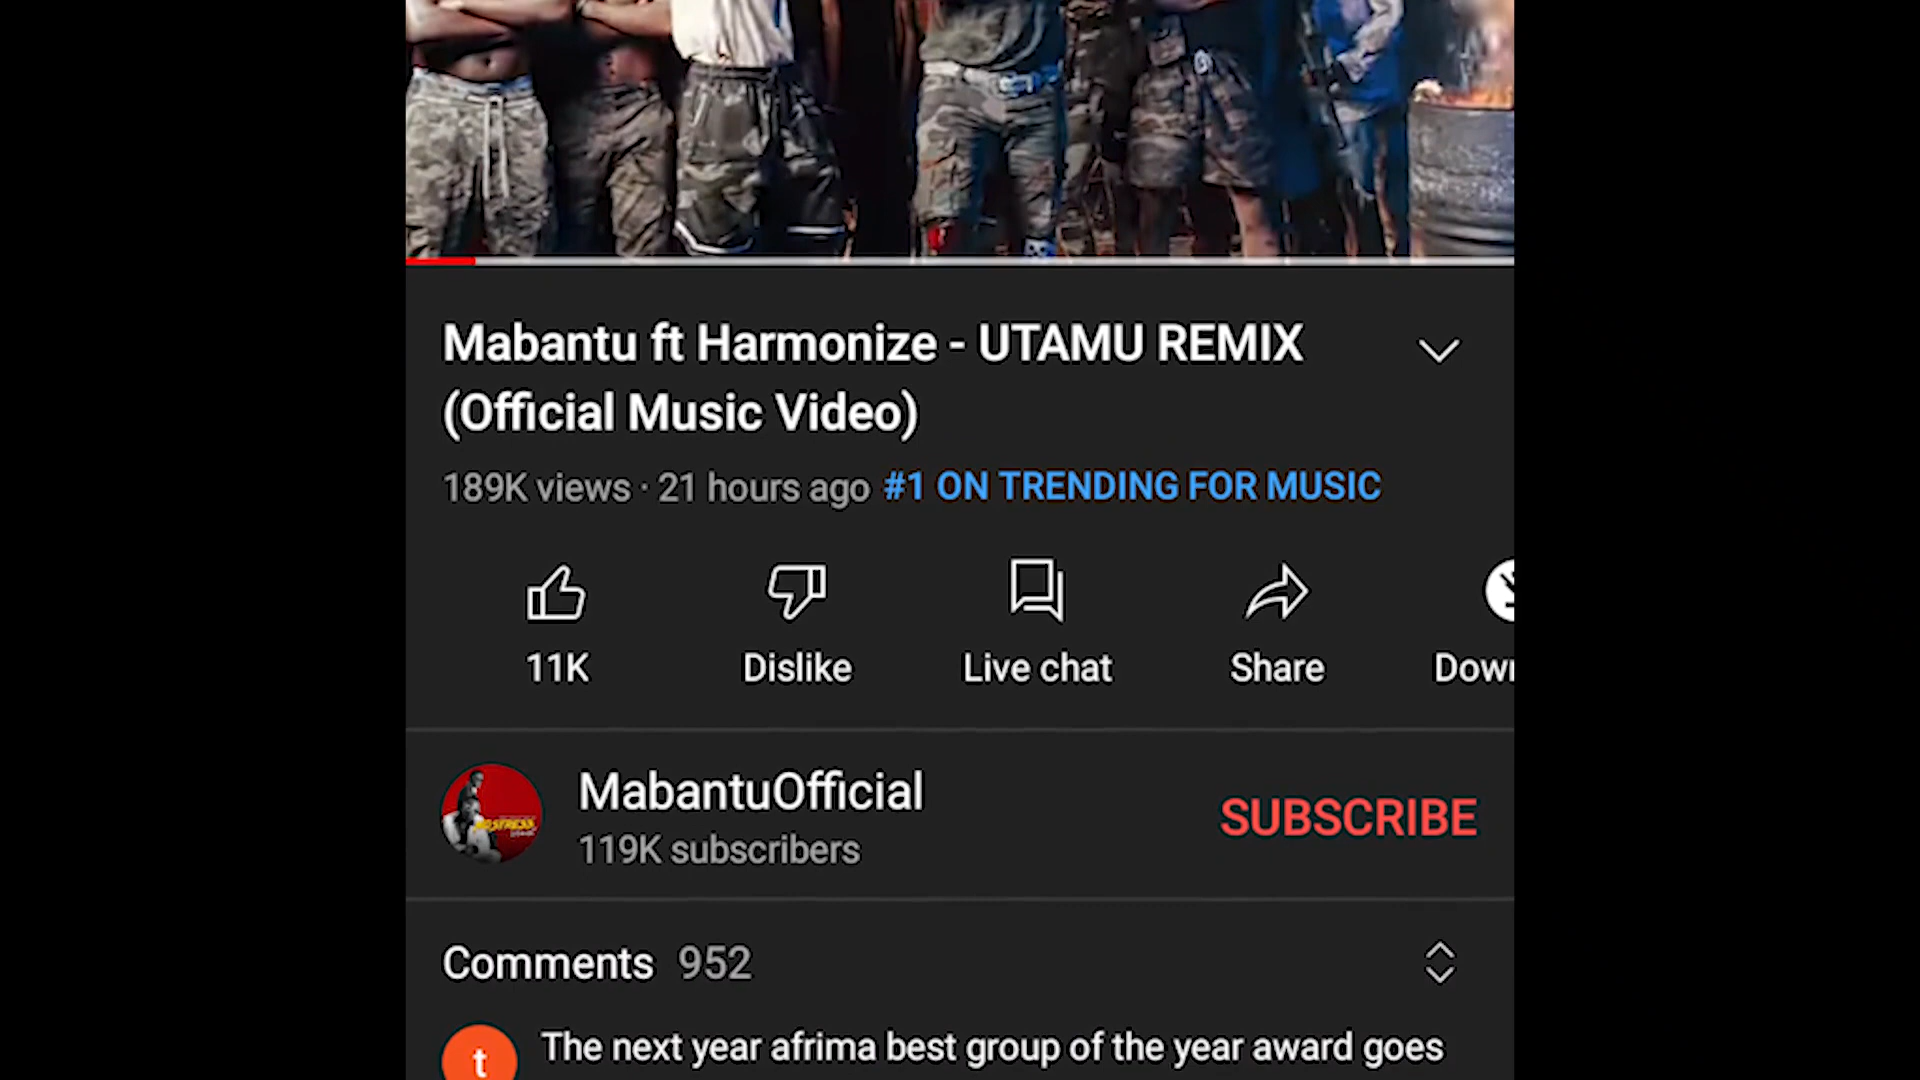 Mabantu ft Harmonize - UTAMU REMIX
(Official Music Video)
189K views · 21 hours ago #1 ON TRENDING FOR MUSIC
11K
Dislike
Live chat
Share
Down
MabantuOfficial
119K subscribers
SUBSCRIBE
Comments 952
t
The next year afrima best group of the year award goes